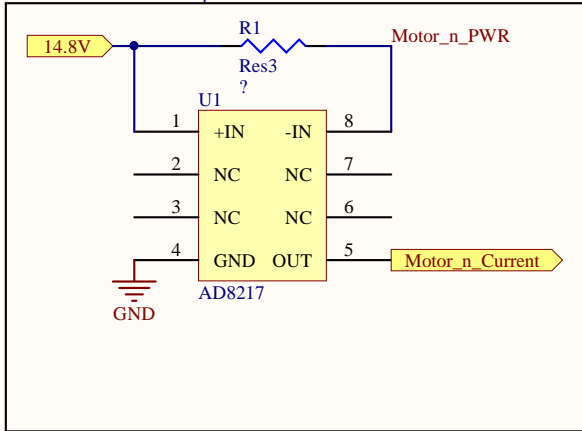 14.8V
R1
Motor_n_PWR
Res3
?
U1
1 +IN -IN 8
2 NC NC 7
3 NC NC 6
4 GND OUT 5
Motor_n_Current
GND
AD8217